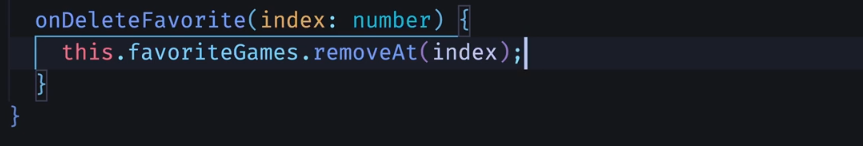 onDeleteFavorite(index: number) {
this.favoriteGames.removeAt(index);
}
}